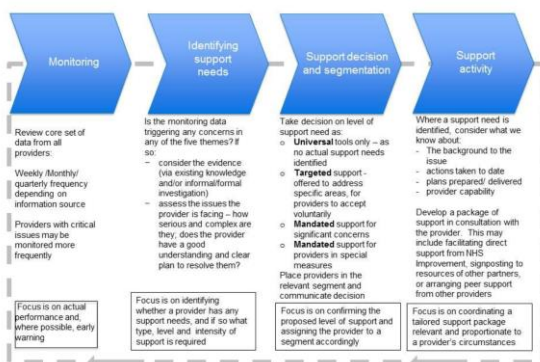 Monitoring
Identifying
support
needs
Support decision
and segmentation
Support
activity
Review core set of
data from all
providers:
Weekly /Monthly/
quarterly frequency
depending on
information source
Providers with critical
issues may be
monitored more
frequently
Focus is on actual
performance and,
where possible, early
warning
Is the monitoring data
triggering any concerns in
any of the five themes? If
so:
− consider the evidence
(via existing knowledge
and/or informal/formal
investigation)
− assess the issues the
provider is facing – how
serious and complex are
they; does the provider
have a good
understanding and clear
plan to resolve them?
Focus is on identifying
whether a provider has any
support needs, and if so what
type, level and intensity of
support is required
Take decision on level of
support need as:
o Universal tools only – as
no actual support needs
identified
o Targeted support -
offered to address
specific areas, for
providers to accept
voluntarily
o Mandated support for
significant concerns
o Mandated support for
providers in special
measures
Place providers in the
relevant segment and
communicate decision
Focus is on confirming the
proposed level of support and
assigning the provider to a
segment accordingly
Where a support need is
identified, consider what we
know about:
- The background to the
issue
- actions taken to date
- plans prepared/ delivered
- provider capability
Develop a package of
support in consultation with
the provider. This may
include facilitating direct
support from NHS
Improvement, signposting to
resources of other partners,
or arranging peer support
from other providers
Focus is on coordinating a
tailored support package
relevant and proportionate to
a provider's circumstances